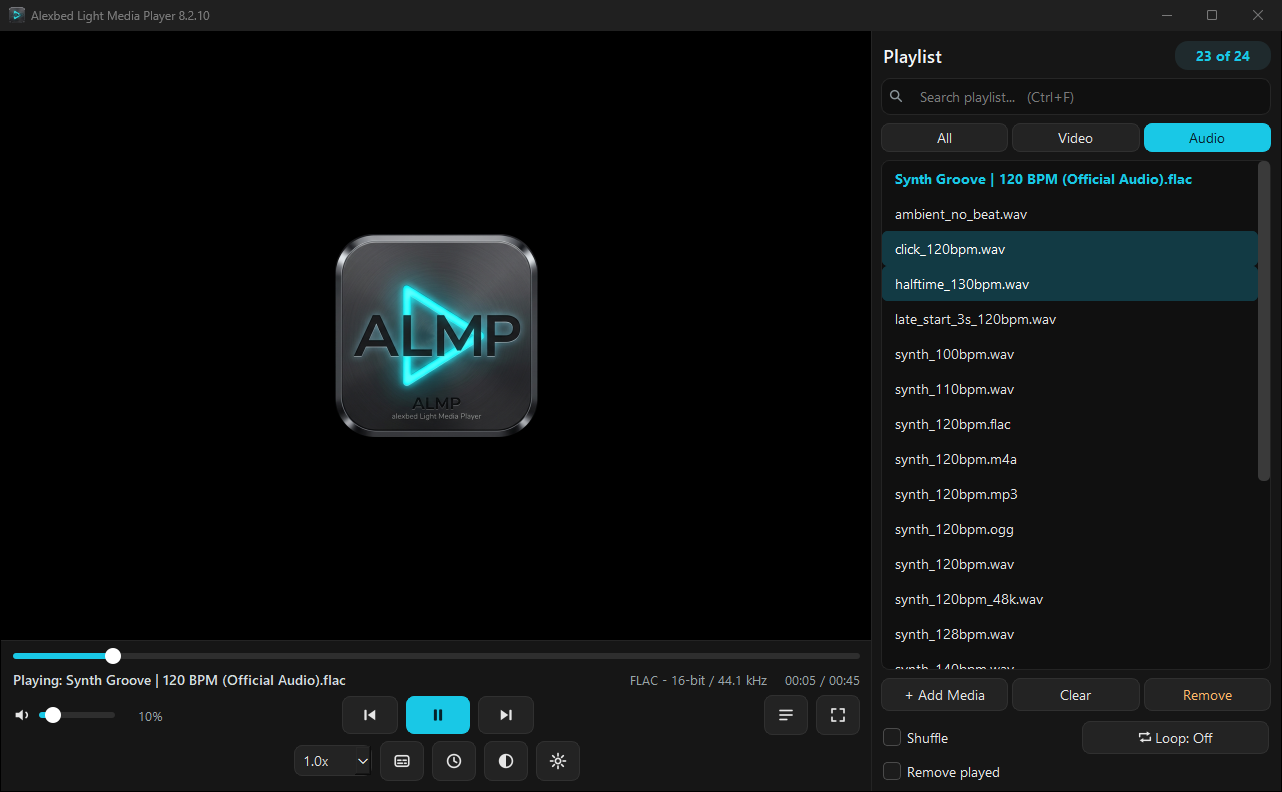 Alexbed Light Media Player 8.2.10
Playlist
23 of 24
Search playlist... (Ctrl+F)
All
Video
Audio
Synth Groove | 120 BPM (Official Audio).flac
ambient_no_beat.wav
click_120bpm.wav
halftime_130bpm.wav
late_start_3s_120bpm.wav
synth_100bpm.wav
synth_110bpm.wav
synth_120bpm.flac
synth_120bpm.m4a
synth_120bpm.mp3
synth_120bpm.ogg
synth_120bpm.wav
synth_120bpm_48k.wav
synth_128bpm.wav
synth_140bpm.wav
ALMP
ALMP
alexbed Light Media Player
Playing: Synth Groove | 120 BPM (Official Audio).flac
FLAC - 16-bit / 44.1 kHz
00:05 / 00:45
10%
1.0x
+ Add Media
Clear
Remove
Shuffle
Loop: Off
Remove played